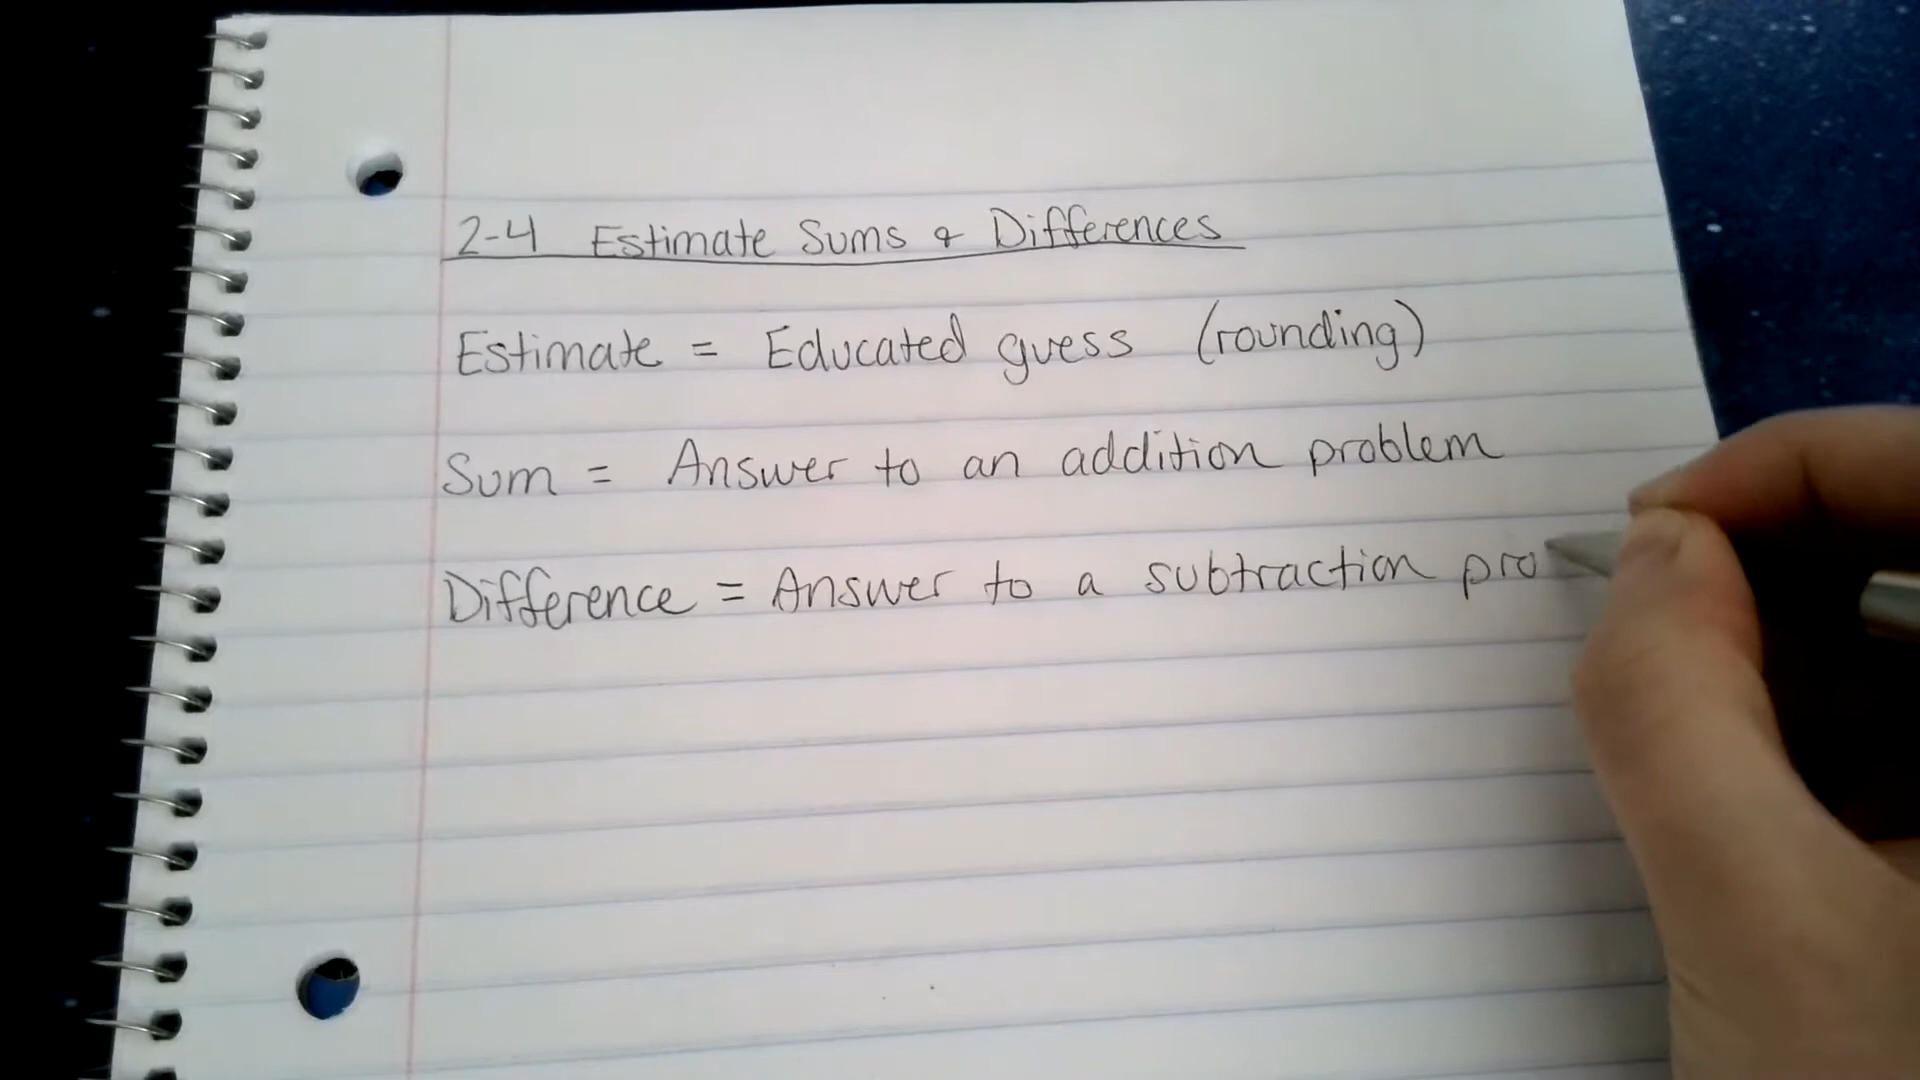 2-4 Estimate Sums & Differences
Estimate = Educated guess (rounding)
Sum = Answer to an addition problem
Difference = Answer to a subtraction pro